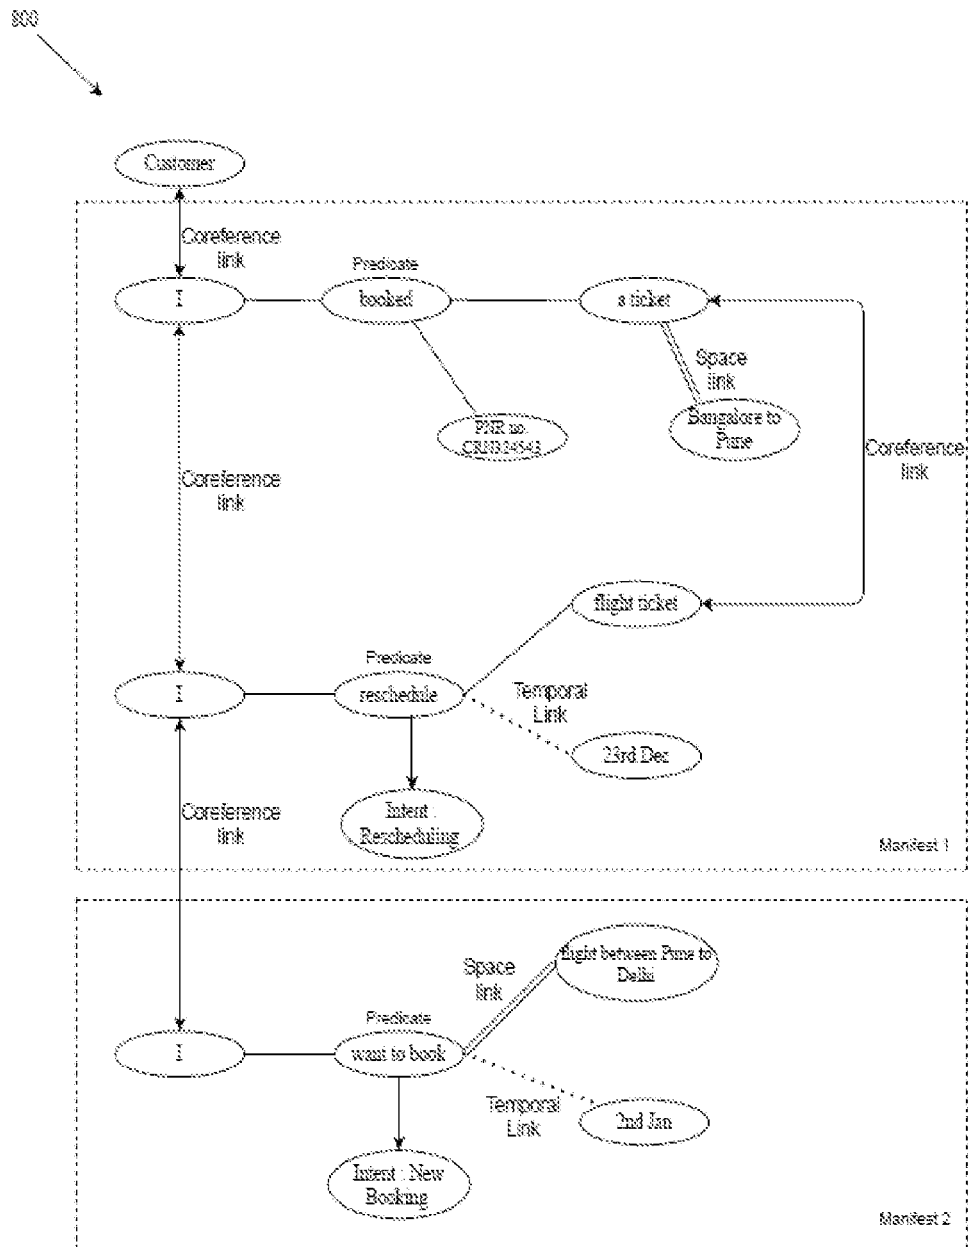 800
Customer
Coreference
link
Predicate
I
booked
a ticket
Space
link
PNR no.
Bangalore to
Pune
Coreference
link
Coreference
link
flight ticket
Predicate
I
reschedule
Temporal
Link
23rd Dec
Coreference
link
Intent :
Rescheduling
Manifest 1
flight between Pune to
Delhi
Space
link
Predicate
I
want to book
Temporal
Link
2nd Jan
Intent : New
Booking
Manifest 2